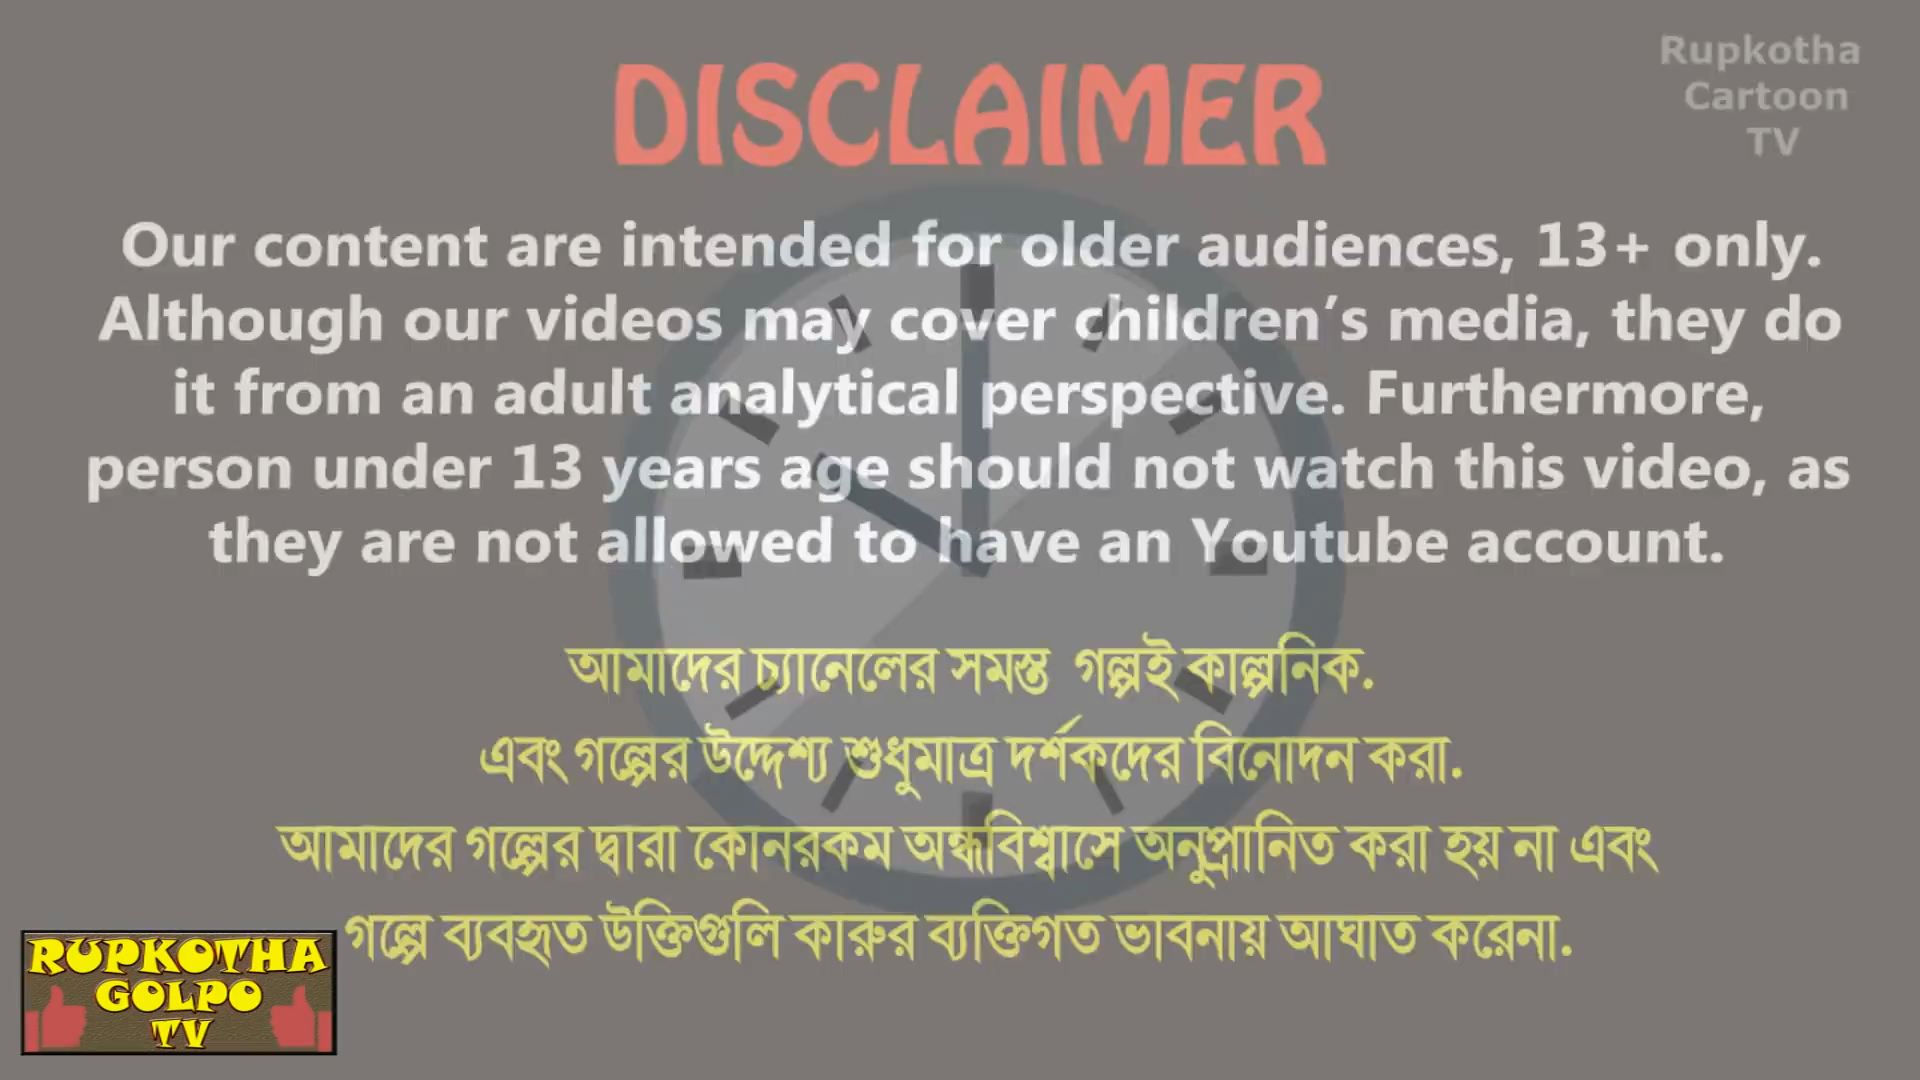 DISCLAIMER
Rupkotha
Cartoon
TV
Our content are intended for older audiences, 13+ only.
Although our videos may cover children’s media, they do
it from an adult analytical perspective. Furthermore,
person under 13 years age should not watch this video, as
they are not allowed to have an Youtube account.
আমাদের চ্যানেলের সমস্ত গল্পই কাল্পনিক.
এবং গল্পের উদ্দেশ্য শুধুমাত্র দর্শকদের বিনোদন করা.
আমাদের গল্পের দ্বারা কোনরকম অন্ধবিশ্বাসে অনুপ্রানিত করা হয় না এবং
গল্পে ব্যবহৃত উক্তিগুলি কারুর ব্যক্তিগত ভাবনায় আঘাত করেনা.
RUPKOTHA
GOLPO
TV